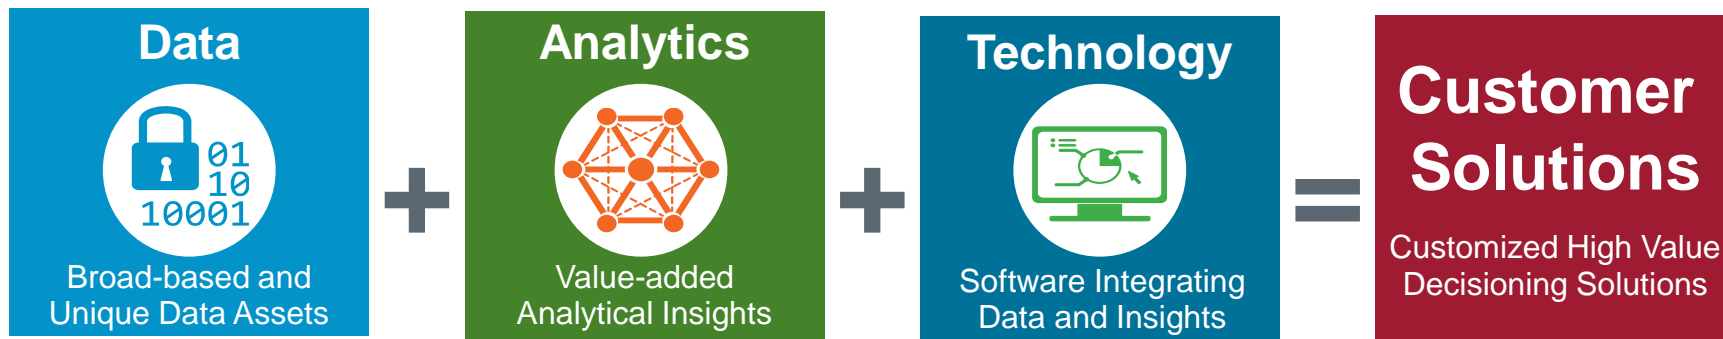 Data
01
10
10001
Broad-based and
Unique Data Assets
+
Analytics
Value-added
Analytical Insights
+
Technology
Software Integrating
Data and Insights
=
Customer
Solutions
Customized High Value
Decisioning Solutions